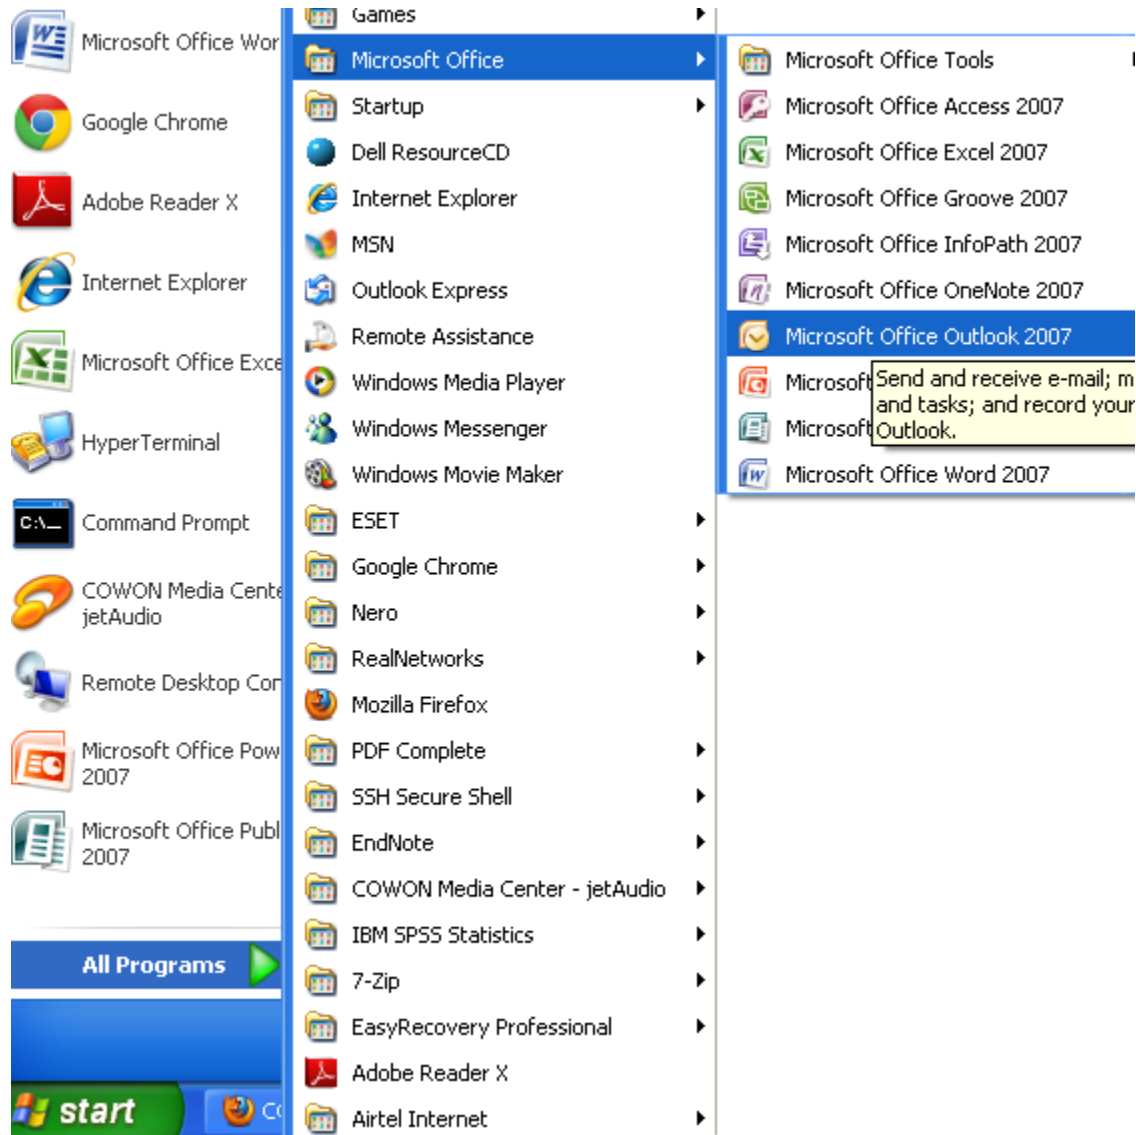 Microsoft Office Wor
Google Chrome
Adobe Reader X
Internet Explorer
Microsoft Office Exce
HyperTerminal
C:\_
Command Prompt
COWON Media Cente
jetAudio
Remote Desktop Con
Microsoft Office Pow
2007
Microsoft Office Publ
2007
All Programs
start
Games
Microsoft Office
Startup
Dell ResourceCD
Internet Explorer
MSN
Outlook Express
Remote Assistance
Windows Media Player
Windows Messenger
Windows Movie Maker
ESET
Google Chrome
Nero
RealNetworks
Mozilla Firefox
PDF Complete
SSH Secure Shell
EndNote
COWON Media Center - jetAudio
IBM SPSS Statistics
7-Zip
EasyRecovery Professional
Adobe Reader X
Airtel Internet
Microsoft Office Tools
Microsoft Office Access 2007
Microsoft Office Excel 2007
Microsoft Office Groove 2007
Microsoft Office InfoPath 2007
Microsoft Office OneNote 2007
Microsoft Office Outlook 2007
Microsoft
Microsoft
Send and receive e-mail; m
and tasks; and record your
Outlook.
Microsoft Office Word 2007